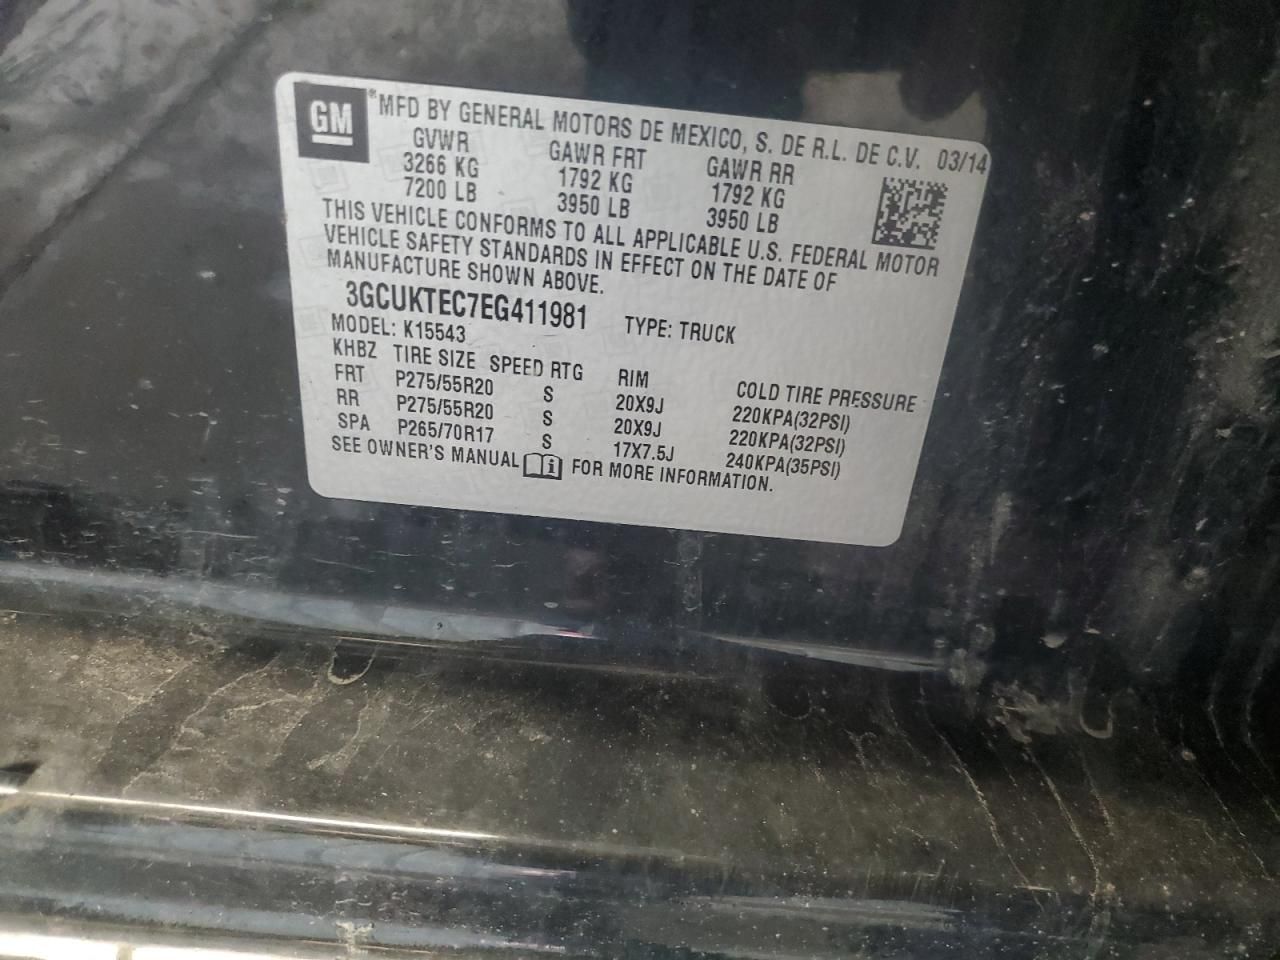 GM ® MFD BY GENERAL MOTORS DE MEXICO, S. DE R.L. DE C.V. 03/14
GVWR GAWR FRT GAWR RR
3266 KG 1792 KG 1792 KG
7200 LB 3950 LB 3950 LB
THIS VEHICLE CONFORMS TO ALL APPLICABLE U.S. FEDERAL MOTOR
VEHICLE SAFETY STANDARDS IN EFFECT ON THE DATE OF
MANUFACTURE SHOWN ABOVE.
3GCUKTEC7EG411981 TYPE: TRUCK
MODEL: K15543
KHBZ TIRE SIZE SPEED RTG RIM COLD TIRE PRESSURE
FRT P275/55R20 S 20X9J 220KPA(32PSI)
RR P275/55R20 S 20X9J 220KPA(32PSI)
SPA P265/70R17 S 17X7.5J 240KPA(35PSI)
SEE OWNER'S MANUAL i FOR MORE INFORMATION.